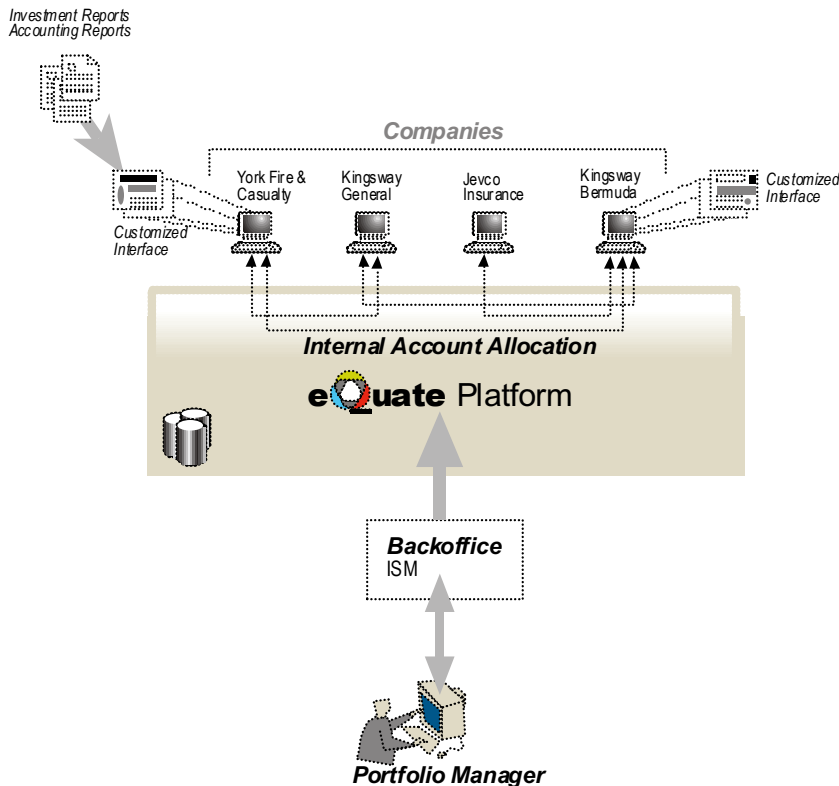 Investment Reports
Accounting Reports
Companies
York Fire &
Casualty
Kingsway
General
Jevco
Insurance
Kingsway
Bermuda
Customized
Interface
Customized
Interface
Internal Account Allocation
eQuate Platform
Backoffice
ISM
Portfolio Manager